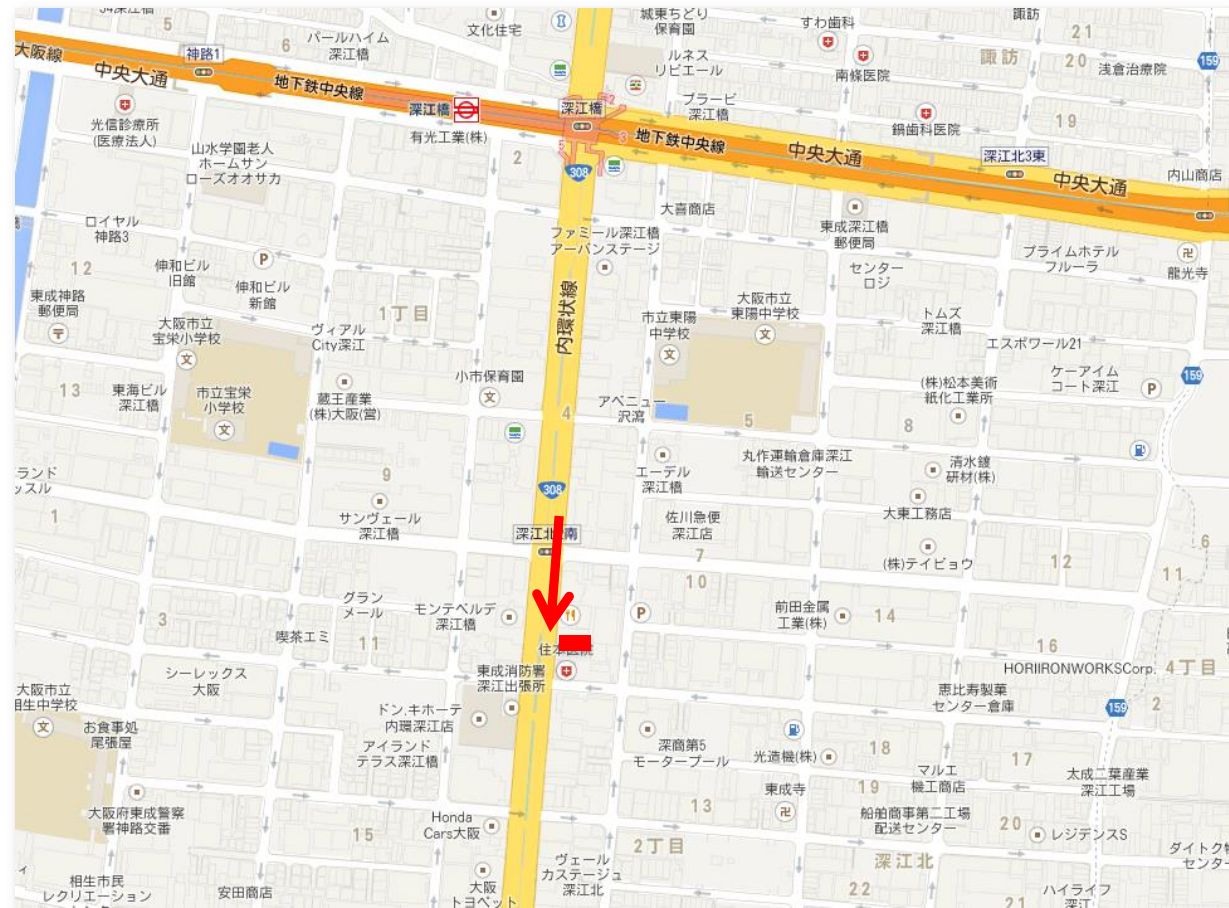 5
6
パールハイム
深江橋
文化住宅
城東ちどり
保育園
すわ歯科
諏訪
21
大阪線
神路1
中央大通
地下鉄中央線
光信診療所
(医療法人)
深江橋
有光工業(株)
深江橋
2
3
5
ルネス
リビエール
プラービ
深江橋
南條医院
鍋歯科医院
諏訪
20
19
浅倉治療院
159
地下鉄中央線
中央大通
深江北3東
中央大通
内山商店
山水学園老人
ホームサン
ローズオオサカ
2
308
大喜商店
東成深江橋
郵便局
ロイヤル
神路3
12
伸和ビル
旧館
P
伸和ビル
新館
ファミール深江橋
アーバンステージ
センター
ロジ
プライムホテル
フルーラ
卍
龍光寺
東成神路
郵便局
〒
大阪市立
宝栄小学校
文
1丁目
ヴィアル
City深江
内環状線
市立東陽
中学校
文
大阪市立
東陽中学校
文
トムズ
深江橋
エスポワール21
13
東海ビル
深江橋
市立宝栄
小学校
文
蔵王産業
(株)大阪(営)
小市保育園
文
4
アベニュー
沢瀉
5
(株)松本美術
紙化工業所
8
ケーアイム
コート深江
P
159
ランド
ッスル
1
9
サンヴェール
深江橋
308
エーデル
深江橋
丸作運輸倉庫深江
輸送センター
清水鍍
研材(株)
大東工務店
深江北
南
佐川急便
深江店
7
10
(株)テイビョウ
12
11
6
3
グラン
メール
喫茶エミ
11
モンテベルデ
深江橋
P
前田金属
工業(株)
14
16
HORIIRONWORKSCorp.
4丁目
住本医院
シーレックス
大阪
東成消防署
深江出張所
恵比寿製菓
センター倉庫
159
2
大阪市立
相生中学校
文
お食事処
尾張屋
ドン.キホーテ
内環深江店
アイランド
テラス深江橋
深商第5
モータープール
光造機(株)
18
17
マルエ
機工商店
太成二葉産業
深江工場
大阪府東成警察
署神路交番
15
Honda
Cars大阪
13
東成寺
卍
19
船舶商事第二工場
配送センター
20
レジデンスS
2丁目
ダイトク物
センター
ィ
相生市民
レクリエーション
安田商店
大阪
トヨペット
ヴェール
カステージュ
深江北
深江北
22
21
ハイライフ
深江